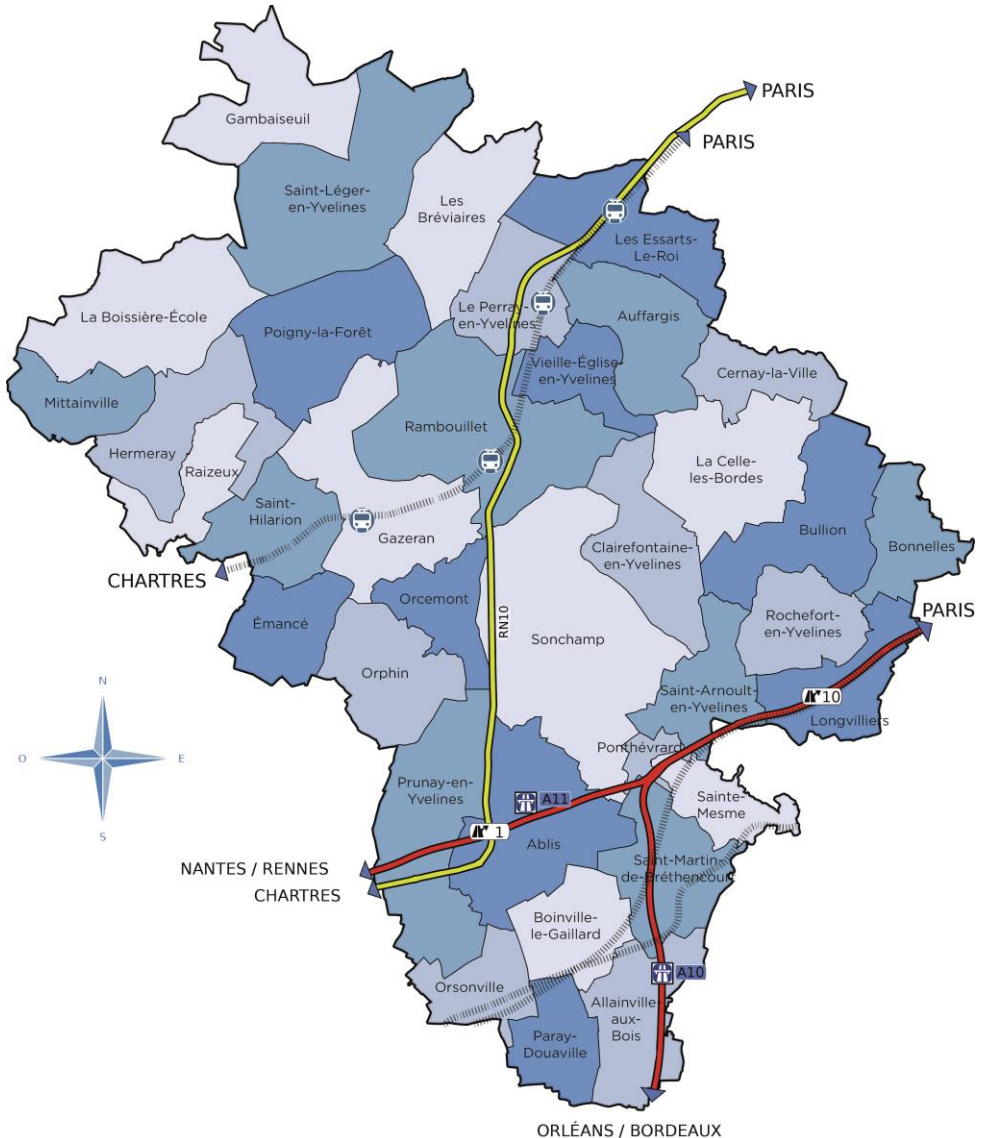 PARIS
PARIS
Gambaiseuil
Saint-Léger-
en-Yvelines
Les
Bréviaires
Les Essarts-
Le-Roi
La Boissière-École
Poigny-la-Forêt
Le Perray-
en-Yvelines
Auffargis
Vieille-Église-
en-Yvelines
Cernay-la-Ville
Mittainville
Rambouillet
Hermeray
Raizeux
La Celle-
les-Bordes
Saint-
Hilarion
Gazeran
Clairefontaine-
en-Yvelines
Bullion
Bonnelles
CHARTRES
Émancé
Orcemont
RN10
Sonchamp
Rochefort-
en-Yvelines
PARIS
Orphin
Saint-Arnoult-
en-Yvelines
10
Longvilliers
N
O
E
S
Ponthévrard
Prunay-en-
Yvelines
A11
Sainte-
Mesme
1
Ablis
NANTES / RENNES
CHARTRES
Saint-Martin
de-Bréthencourt
Boinville-
le-Gaillard
Orsonville
A10
Allainville-
aux-
Bois
Paray-
Douaville
ORLÉANS / BORDEAUX